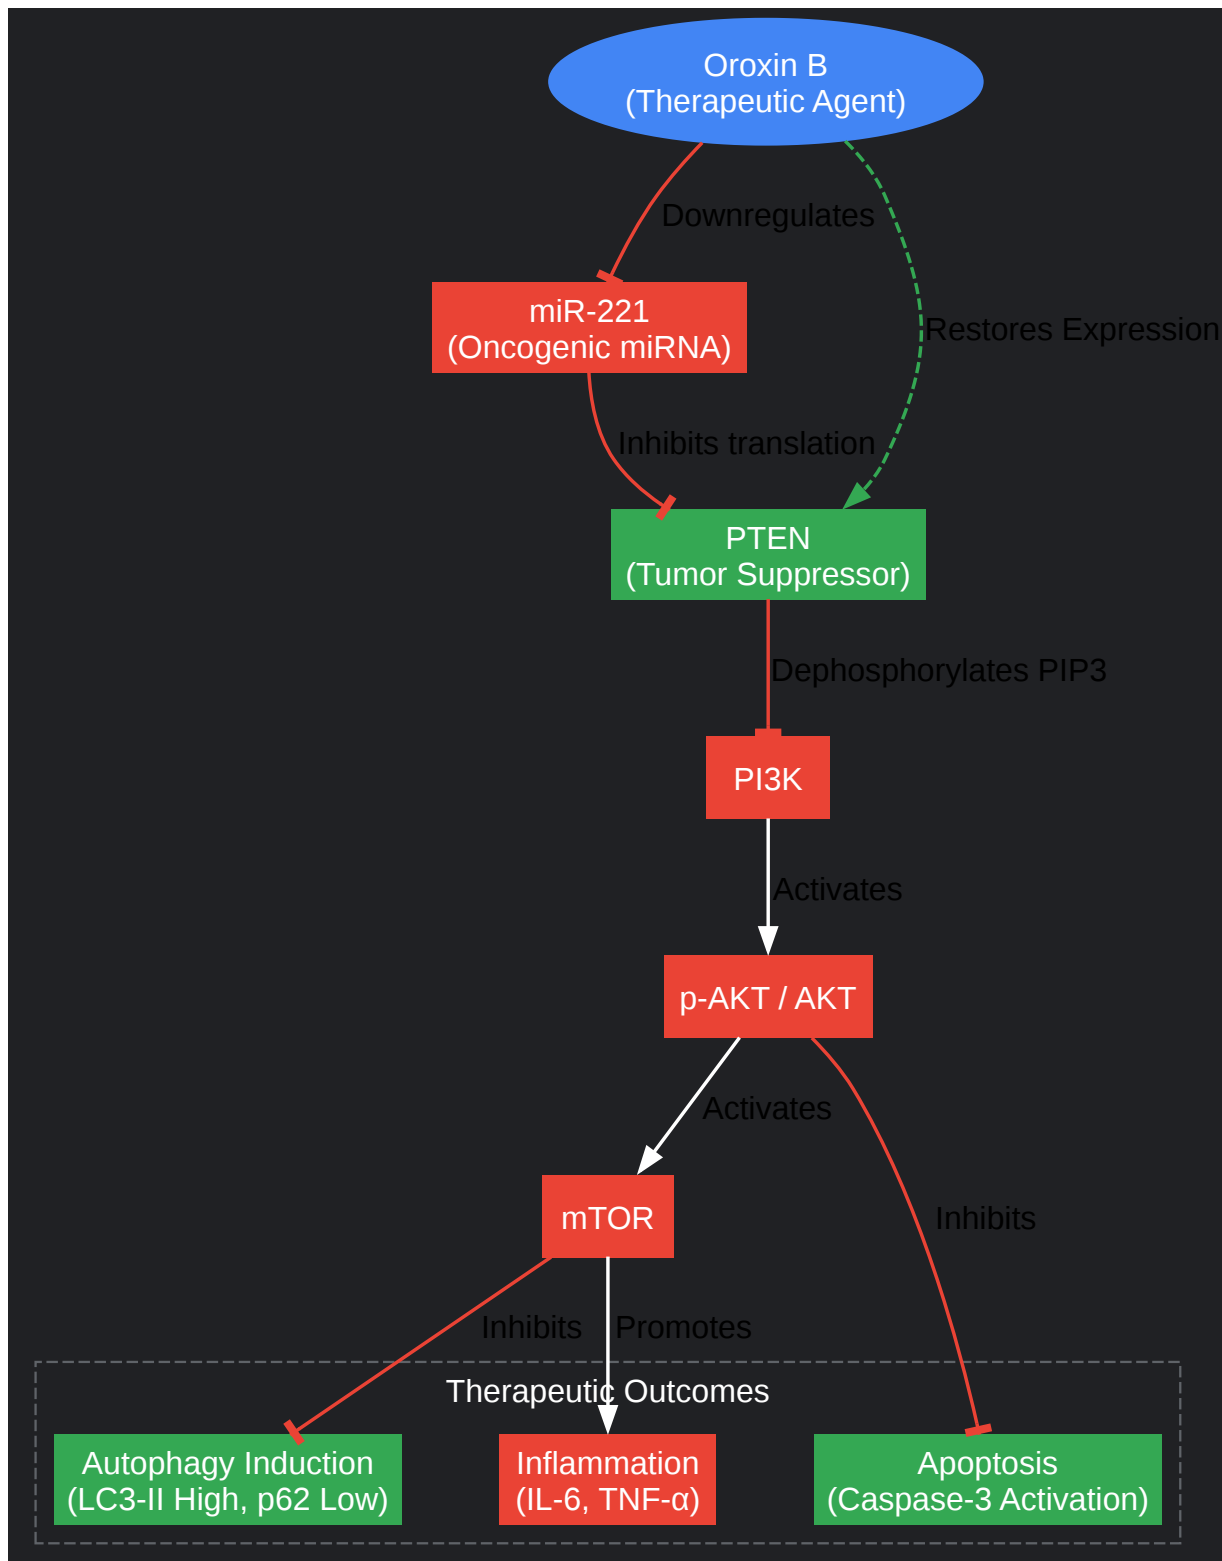 Oroxin B
(Therapeutic Agent)
Downregulates
miR-221
(Oncogenic miRNA)
Restores Expression
Inhibits translation
PTEN
(Tumor Suppressor)
Dephosphorylates PIP3
PI3K
Activates
p-AKT / AKT
Activates
mTOR
Inhibits
Inhibits
Promotes
Therapeutic Outcomes
Autophagy Induction
(LC3-II High, p62 Low)
Inflammation
(IL-6, TNF-α)
Apoptosis
(Caspase-3 Activation)